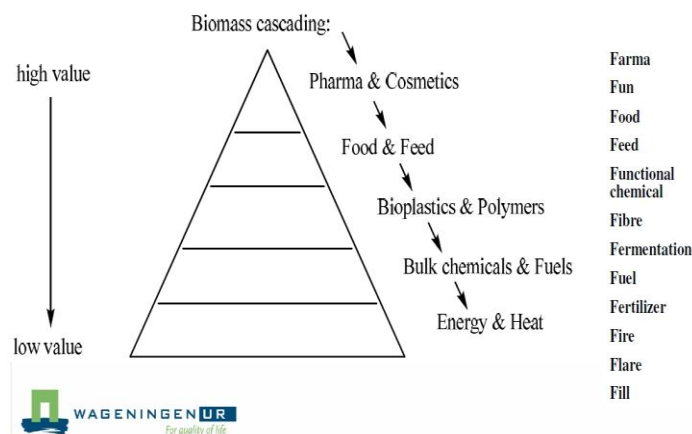 Biomass cascading:
high value
Pharma & Cosmetics
Food & Feed
Bioplastics & Polymers
Bulk chemicals & Fuels
Energy & Heat
low value
Farma
Fun
Food
Feed
Functional
chemical
Fibre
Fermentation
Fuel
Fertilizer
Fire
Flare
Fill
WAGENINGEN UR
For quality of life